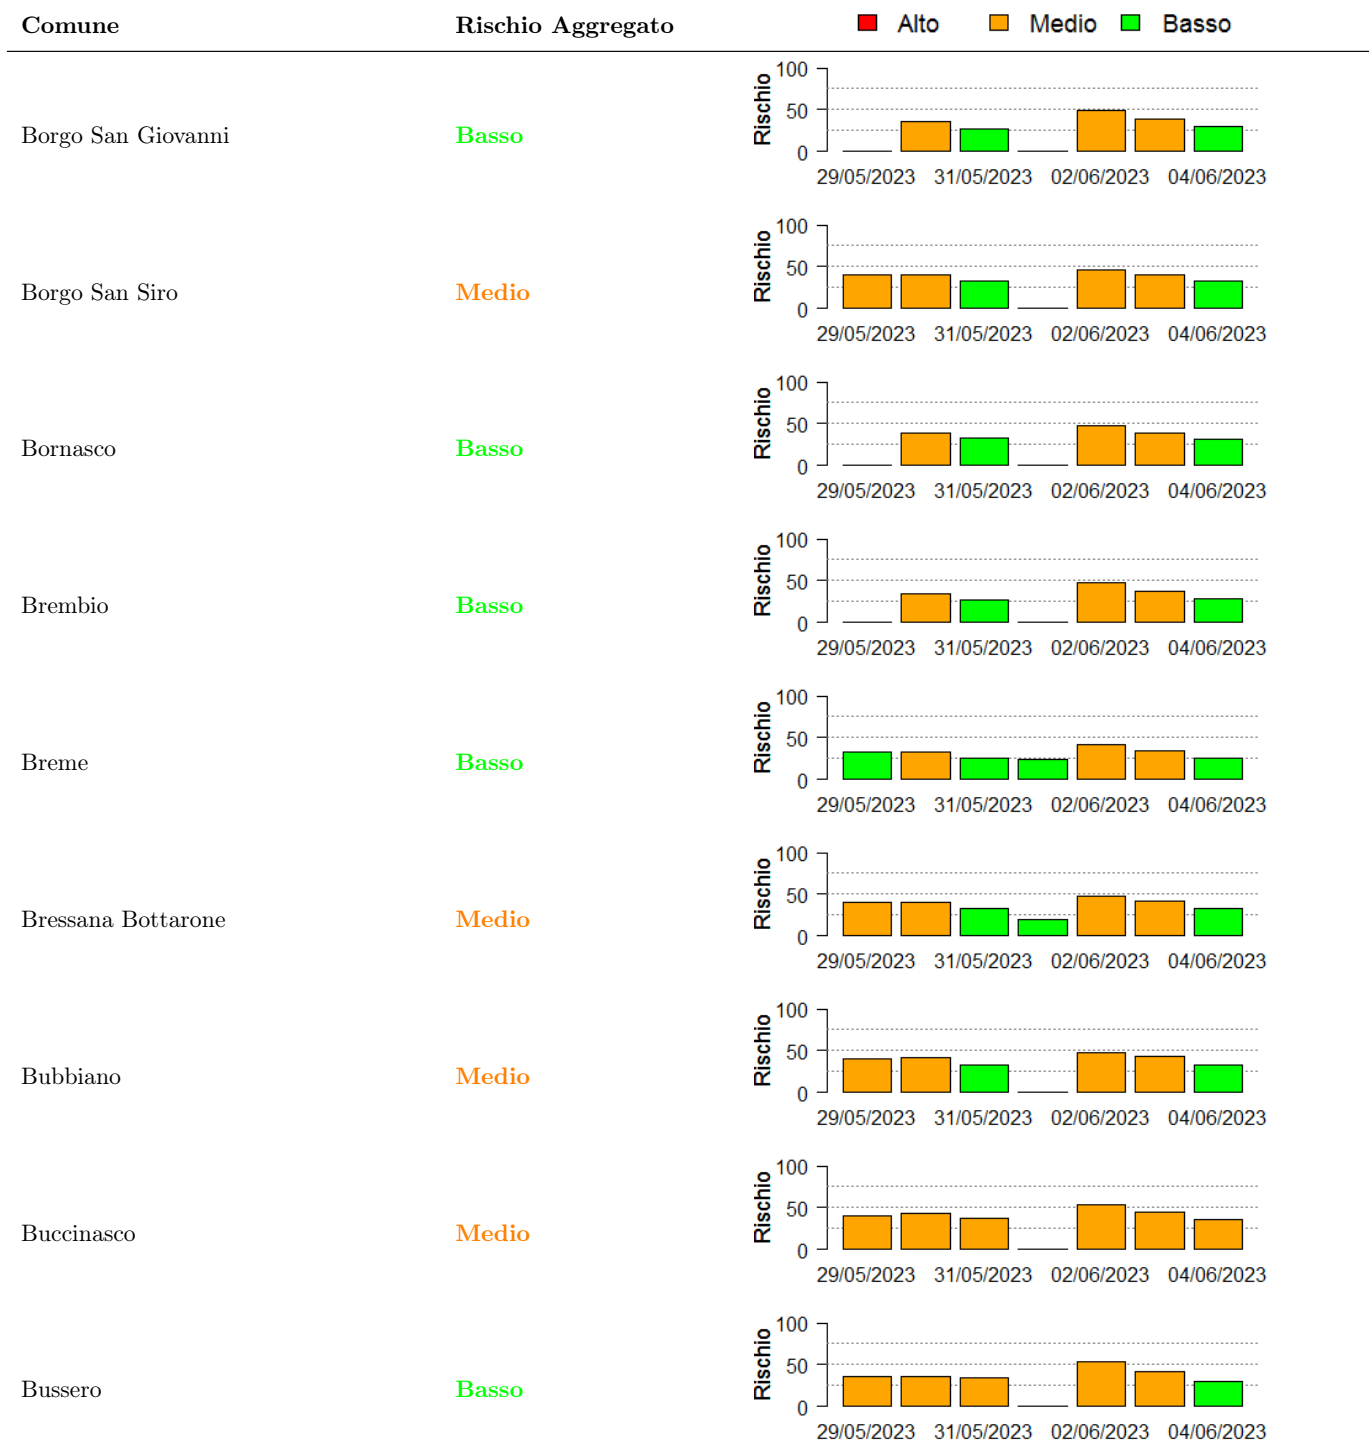 Comune Rischio Aggregato Alto Medio Basso
Borgo San Giovanni Basso Rischio 100 50 0
29/05/2023 31/05/2023 02/06/2023 04/06/2023
Borgo San Siro Medio Rischio 100 50 0
29/05/2023 31/05/2023 02/06/2023 04/06/2023
Bornasco Basso Rischio 100 50 0
29/05/2023 31/05/2023 02/06/2023 04/06/2023
Brembio Basso Rischio 100 50 0
29/05/2023 31/05/2023 02/06/2023 04/06/2023
Breme Basso Rischio 100 50 0
29/05/2023 31/05/2023 02/06/2023 04/06/2023
Bressana Bottarone Medio Rischio 100 50 0
29/05/2023 31/05/2023 02/06/2023 04/06/2023
Bubbiano Medio Rischio 100 50 0
29/05/2023 31/05/2023 02/06/2023 04/06/2023
Buccinasco Medio Rischio 100 50 0
29/05/2023 31/05/2023 02/06/2023 04/06/2023
Bussero Basso Rischio 100 50 0
29/05/2023 31/05/2023 02/06/2023 04/06/2023